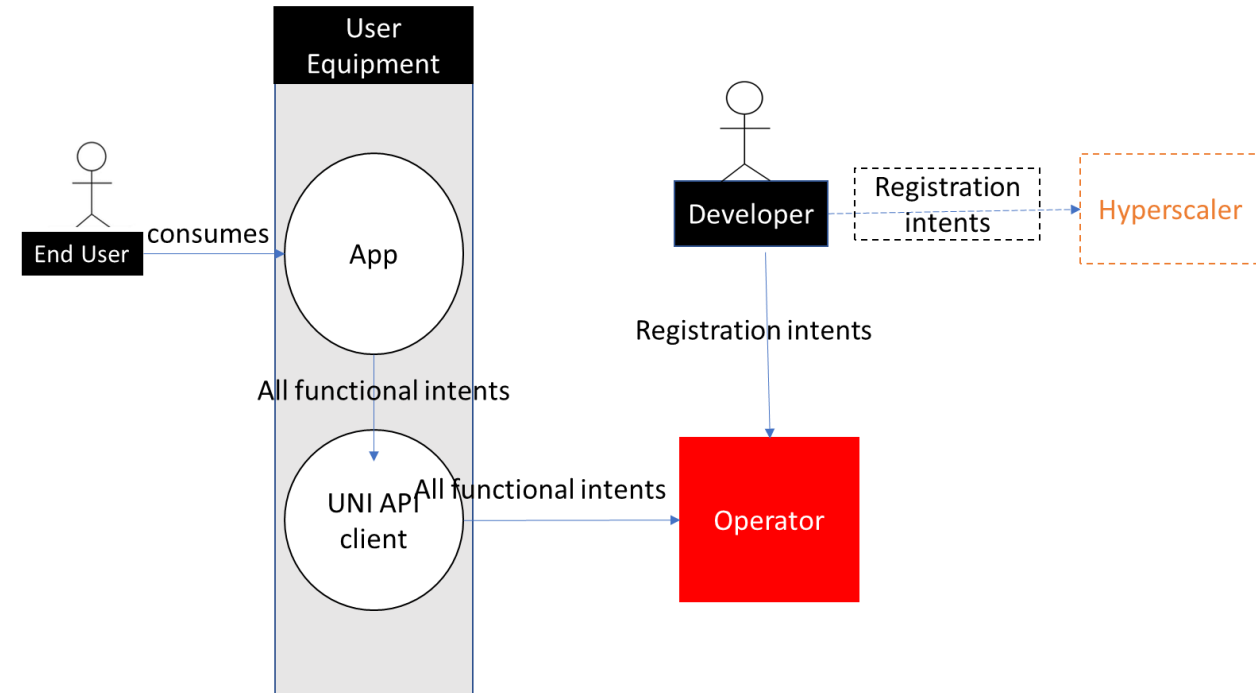 User
Equipment
End User
consumes
App
Developer
Registration
intents
Hyperscaler
Registration intents
All functional intents
UNI API
client
All functional intents
Operator